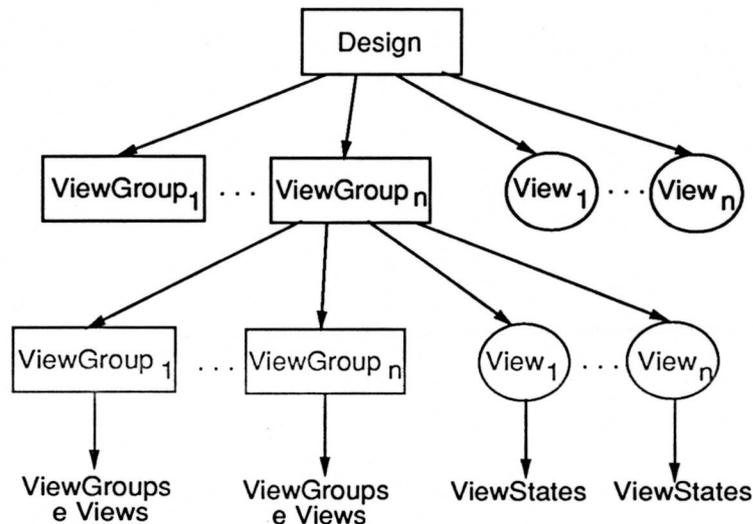 Design
ViewGroup1 . . . ViewGroupn View1 . . . Viewn
ViewGroup1 . . . ViewGroupn View1 . . . Viewn
ViewGroups
e Views
ViewGroups
e Views
ViewStates
ViewStates